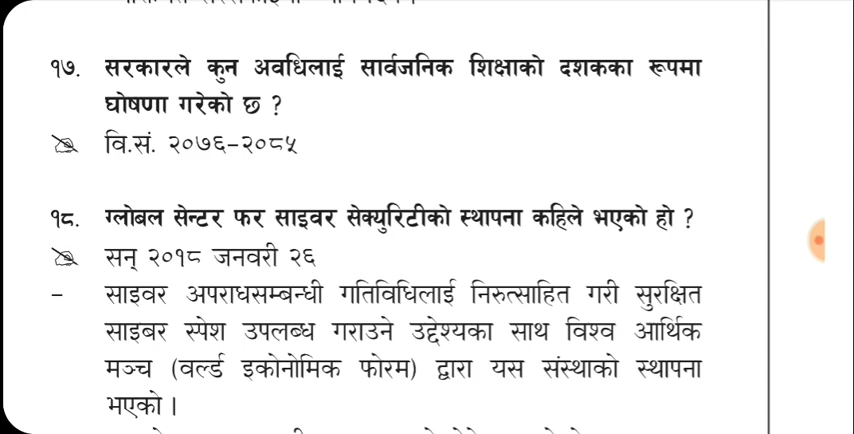 १७. सरकारले कुन अवधिलाई सार्वजनिक शिक्षाको दशकका रूपमा
घोषणा गरेको छ ?
वि.सं. २०७६-२०८५
१८. ग्लोबल सेन्टर फर साइवर सेक्युरिटीको स्थापना कहिले भएको हो ?
सन् २०१८ जनवरी २६
– साइवर अपराधसम्बन्धी गतिविधिलाई निरुत्साहित गरी सुरक्षित
साइबर स्पेश उपलब्ध गराउने उद्देश्यका साथ विश्व आर्थिक
मञ्च (वर्ल्ड इकोनोमिक फोरम) द्वारा यस संस्थाको स्थापना
भएको ।